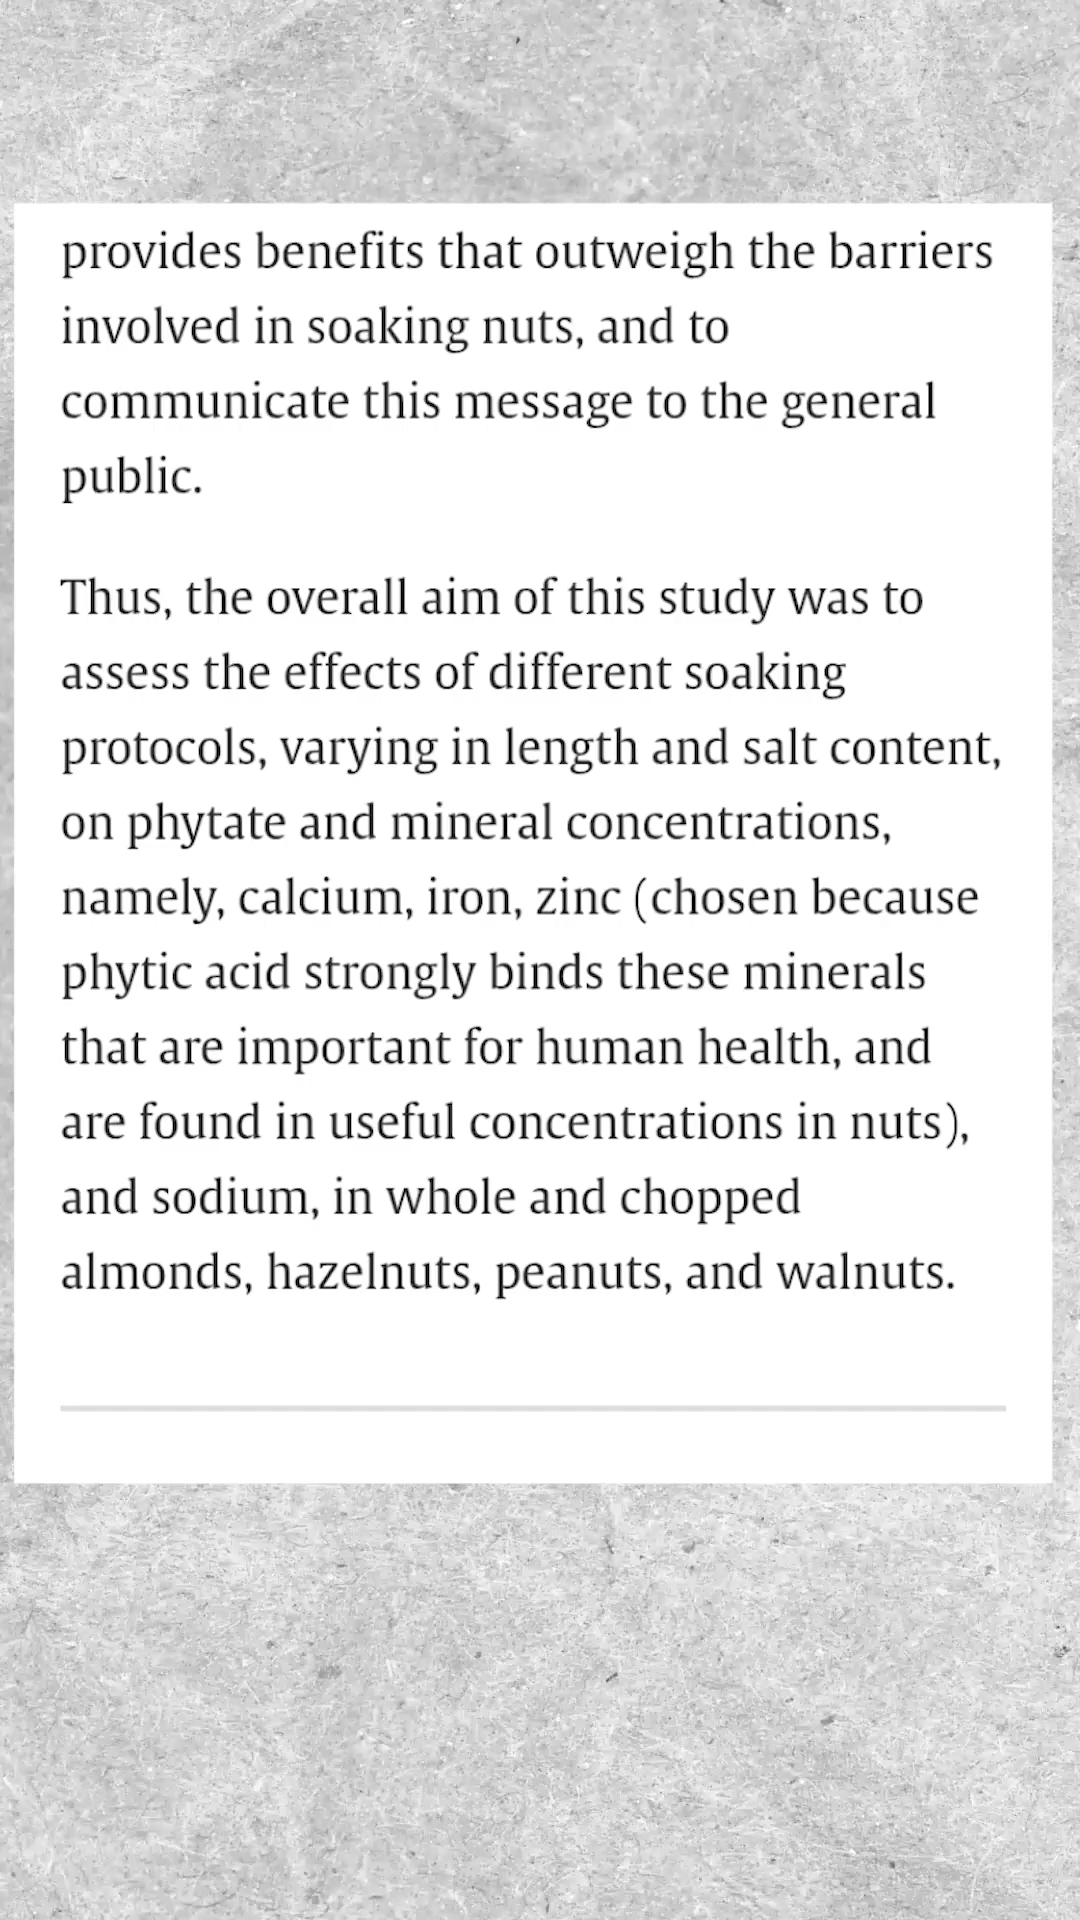 provides benefits that outweigh the barriers
involved in soaking nuts, and to
communicate this message to the general
public.
Thus, the overall aim of this study was to
assess the effects of different soaking
protocols, varying in length and salt content,
on phytate and mineral concentrations,
namely, calcium, iron, zinc (chosen because
phytic acid strongly binds these minerals
that are important for human health, and
are found in useful concentrations in nuts),
and sodium, in whole and chopped
almonds, hazelnuts, peanuts, and walnuts.